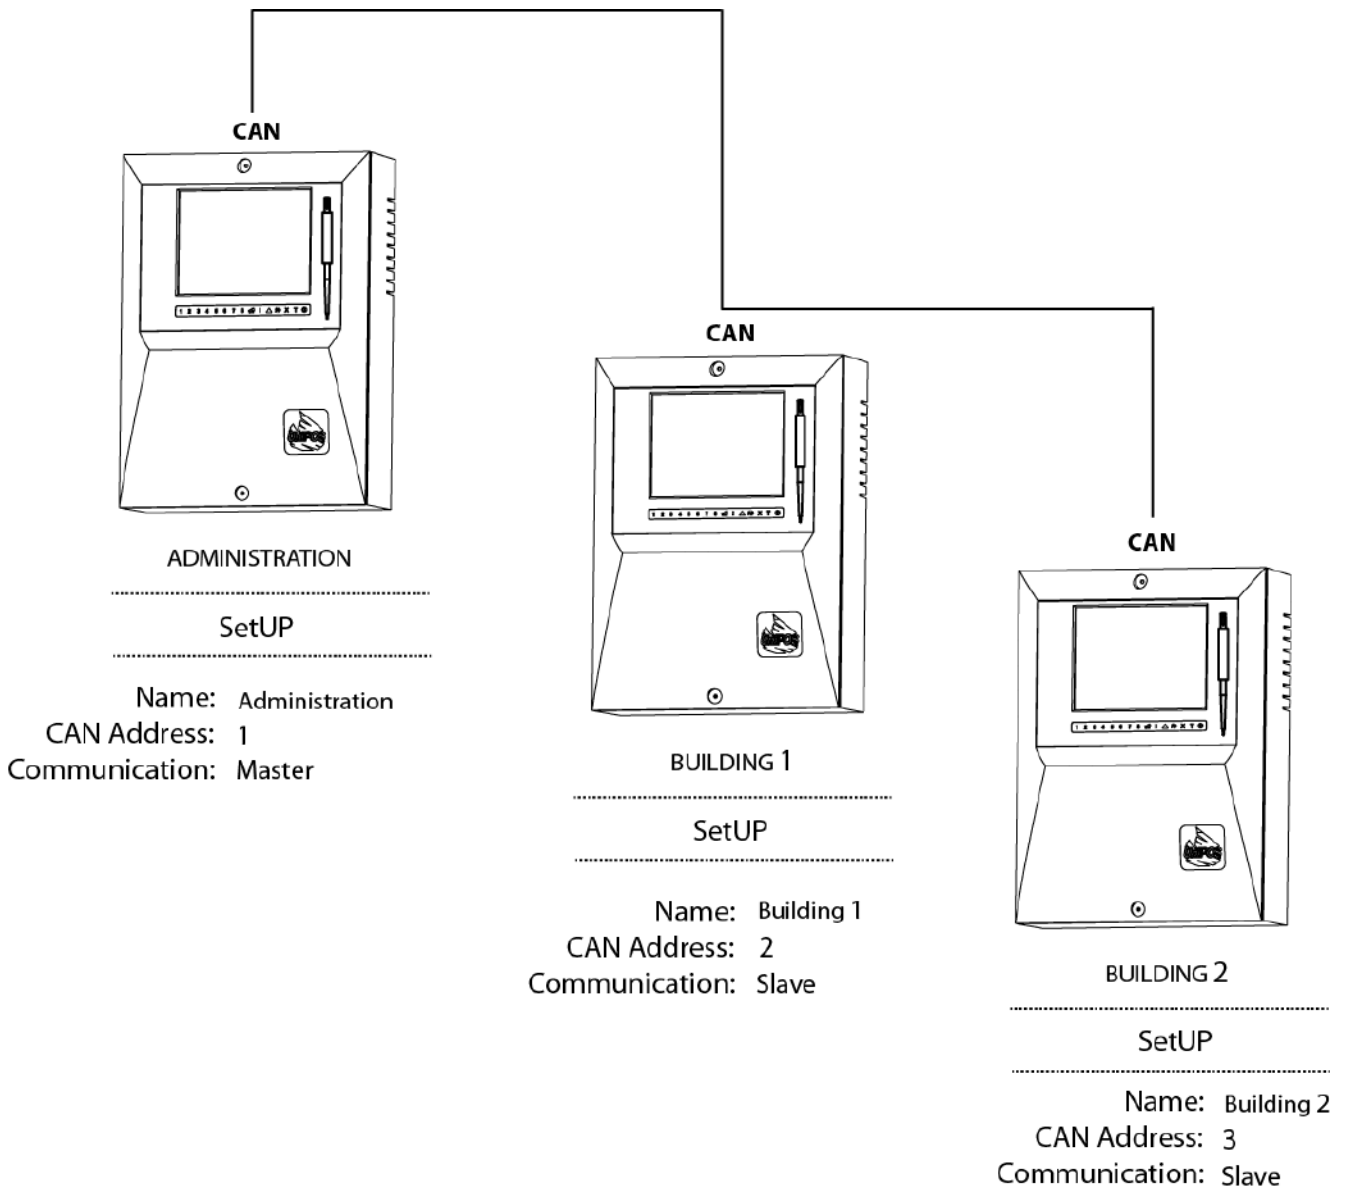 CAN
ADMINISTRATION
SetUP
Name: Administration
CAN Address: 1
Communication: Master
CAN
BUILDING 1
SetUP
Name: Building 1
CAN Address: 2
Communication: Slave
CAN
BUILDING 2
SetUP
Name: Building 2
CAN Address: 3
Communication: Slave